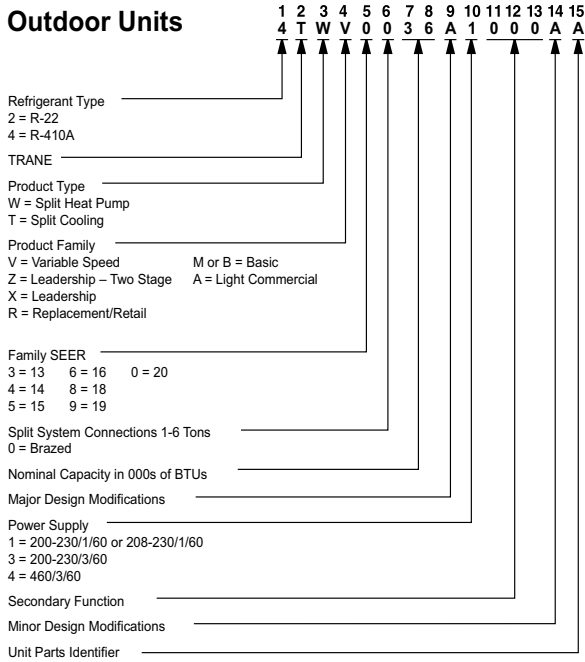 Outdoor Units
1 2 3 4 5 6 7 8 9 10 11 12 13 14 15
4 T W V 0 0 3 6 A 1 0 0 0 A A
Refrigerant Type
2 = R-22
4 = R-410A
TRANE
Product Type
W = Split Heat Pump
T = Split Cooling
Product Family
V = Variable Speed M or B = Basic
Z = Leadership – Two Stage A = Light Commercial
X = Leadership
R = Replacement/Retail
Family SEER
3 = 13 6 = 16 0 = 20
4 = 14 8 = 18
5 = 15 9 = 19
Split System Connections 1-6 Tons
0 = Brazed
Nominal Capacity in 000s of BTUs
Major Design Modifications
Power Supply
1 = 200-230/1/60 or 208-230/1/60
3 = 200-230/3/60
4 = 460/3/60
Secondary Function
Minor Design Modifications
Unit Parts Identifier